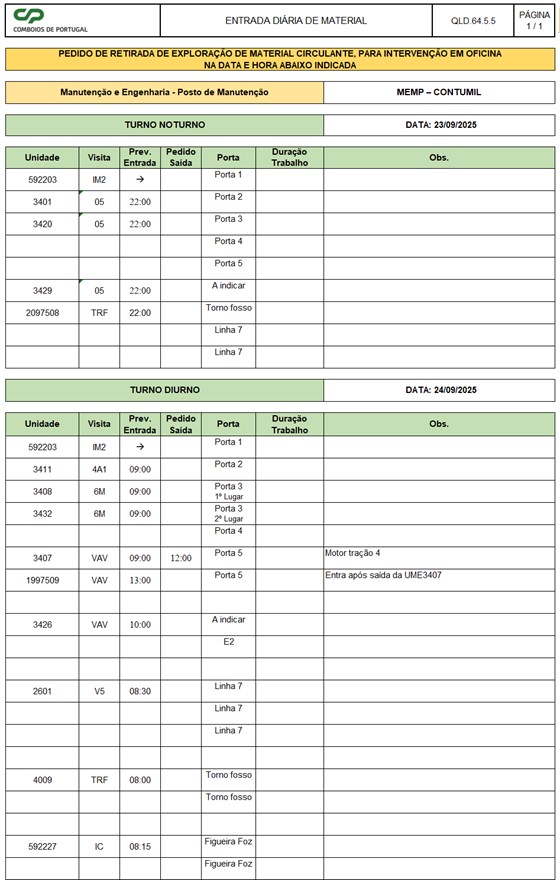 CP
COMBOIOS DE PORTUGAL
ENTRADA DIÁRIA DE MATERIAL
QLD.64.5.5
PÁGINA
1 / 1
PEDIDO DE RETIRADA DE EXPLORAÇÃO DE MATERIAL CIRCULANTE, PARA INTERVENÇÃO EM OFICINA
NA DATA E HORA ABAIXO INDICADA
Manutenção e Engenharia - Posto de Manutenção MEMP – CONTUMIL
TURNO NOTURNO DATA: 23/09/2025
Unidade Visita Prev. Entrada Pedido Saída Porta Duração Trabalho Obs.
592203 IM2 → Porta 1
3401 05 22:00 Porta 2
3420 05 22:00 Porta 3
Porta 4
Porta 5
3429 05 22:00 A indicar
2097508 TRF 22:00 Torno fosso
Linha 7
Linha 7
TURNO DIURNO DATA: 24/09/2025
Unidade Visita Prev. Entrada Pedido Saída Porta Duração Trabalho Obs.
592203 IM2 → Porta 1
3411 4A1 09:00 Porta 2
3408 6M 09:00 Porta 3
1º Lugar
3432 6M 09:00 Porta 3
2º Lugar
Porta 4
3407 VAV 09:00 12:00 Porta 5 Motor tração 4
1997509 VAV 13:00 Porta 5 Entra após saída da UME3407
3426 VAV 10:00 A indicar
E2
2601 V5 08:30 Linha 7
Linha 7
Linha 7
4009 TRF 08:00 Torno fosso
Torno fosso
592227 IC 08:15 Figueira Foz
Figueira Foz